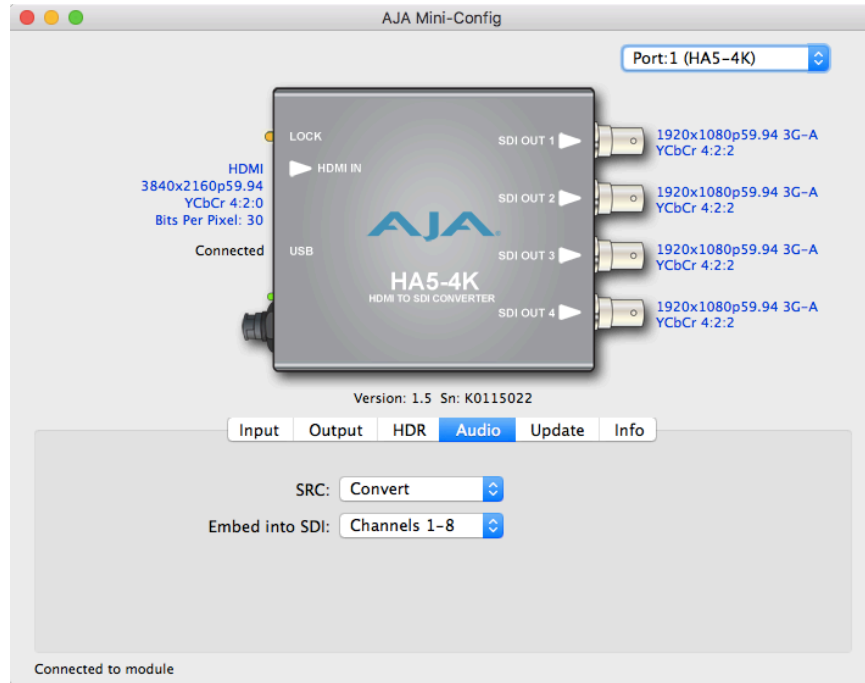 AJA Mini-Config
Port:1 (HA5-4K)
LOCK
HDMI IN
HDMI
3840x2160p59.94
YCbCr 4:2:0
Bits Per Pixel: 30
Connected
USB
AJA
HA5-4K
HDMI TO SDI CONVERTER
SDI OUT 1
1920x1080p59.94 3G-A
YCbCr 4:2:2
SDI OUT 2
1920x1080p59.94 3G-A
YCbCr 4:2:2
SDI OUT 3
1920x1080p59.94 3G-A
YCbCr 4:2:2
SDI OUT 4
1920x1080p59.94 3G-A
YCbCr 4:2:2
Version: 1.5 Sn: K0115022
Input Output HDR Audio Update Info
SRC: Convert
Embed into SDI: Channels 1-8
Connected to module